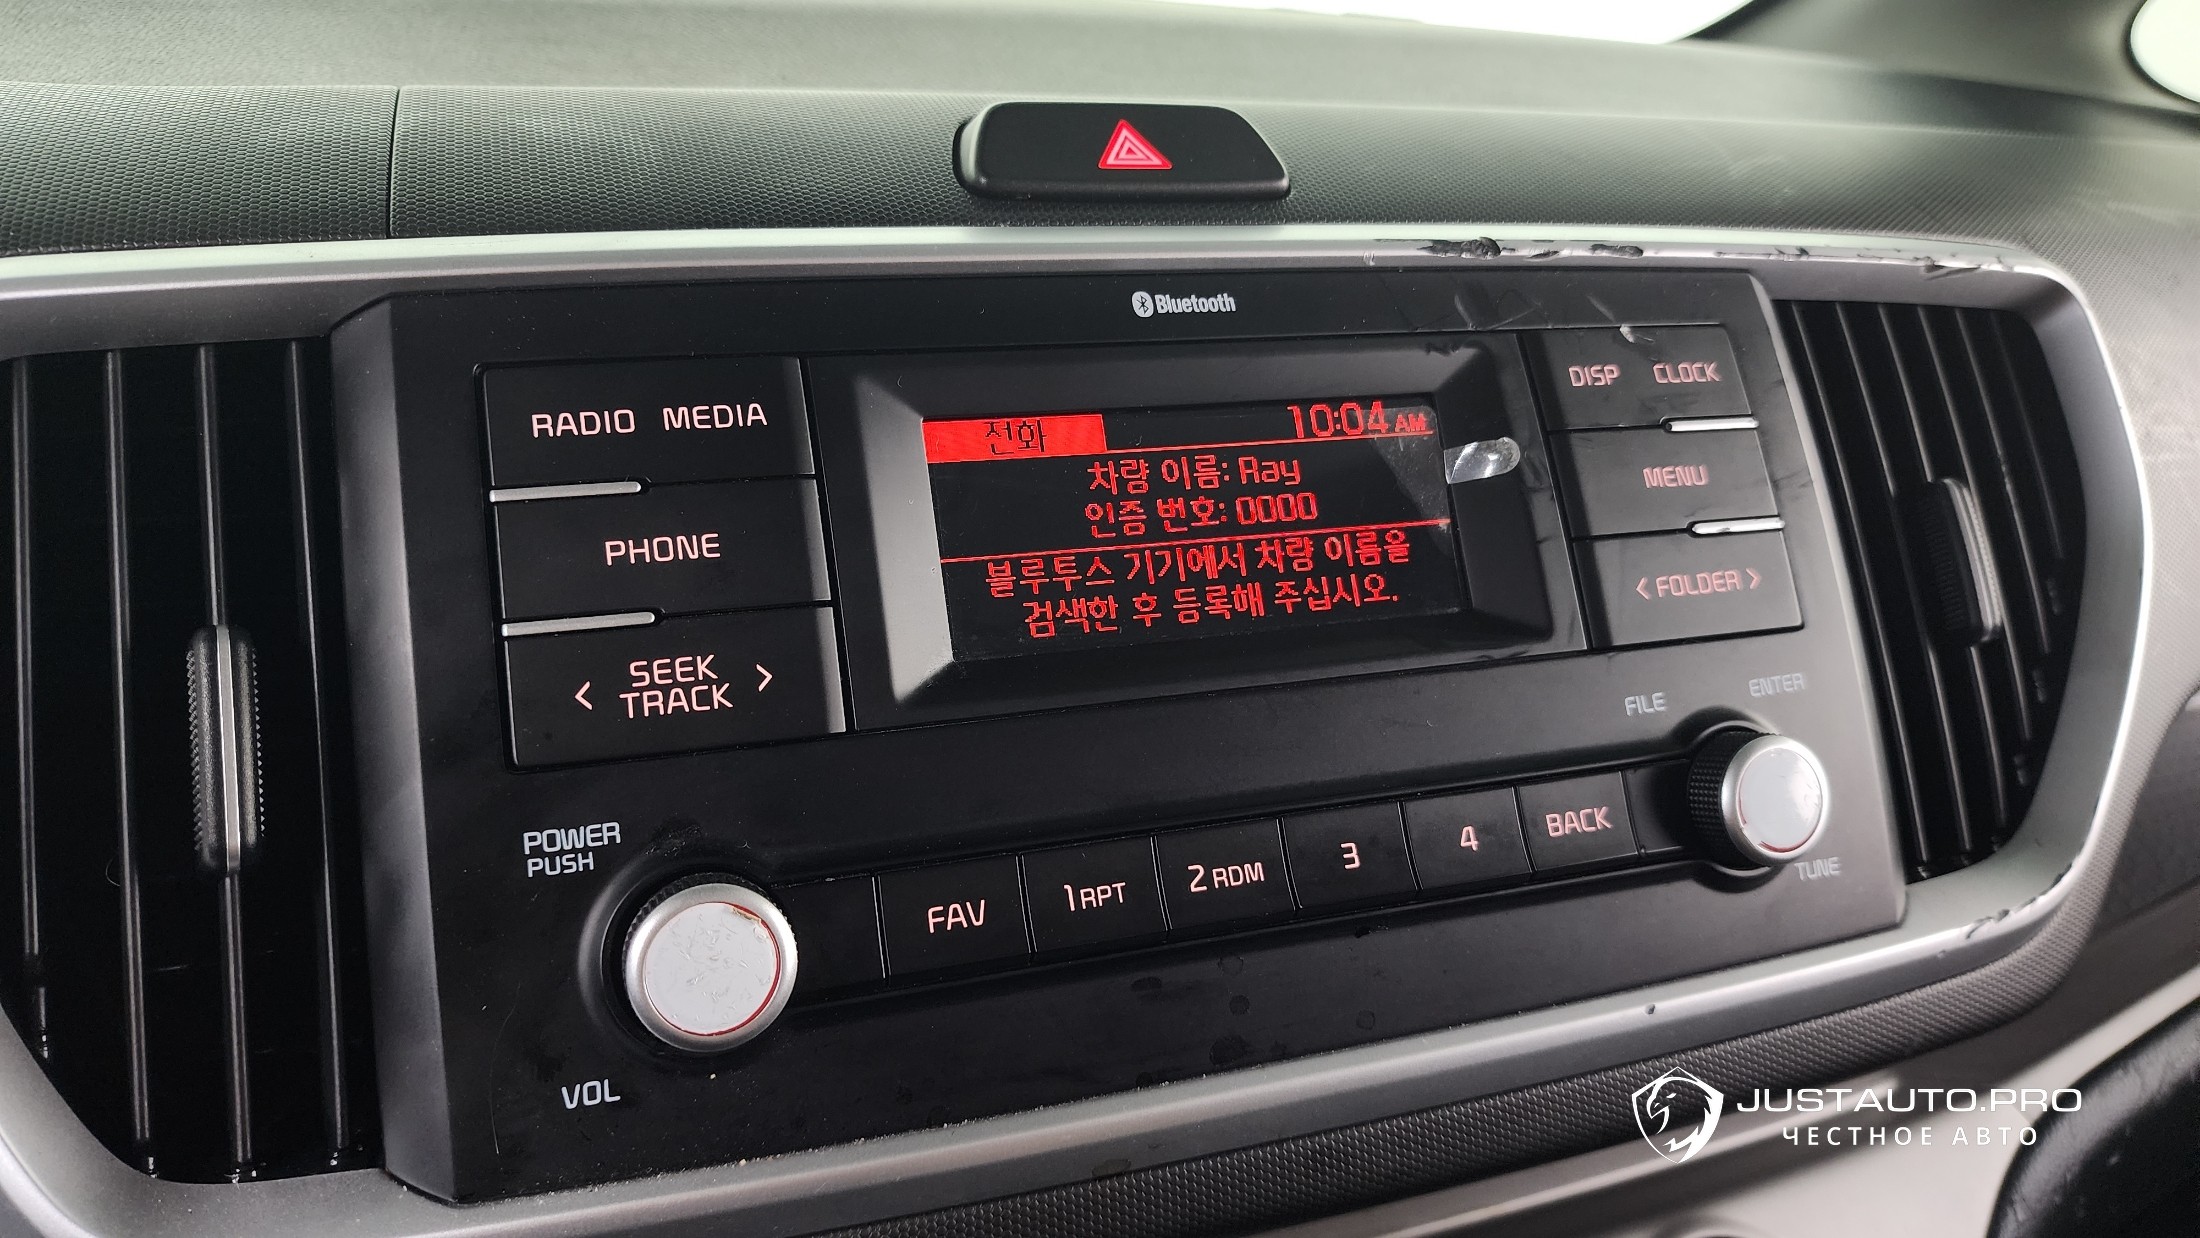 Bluetooth
RADIO MEDIA
PHONE
< SEEK TRACK >
전화 10:04 AM
차량 이름: Ray
인증 번호: 0000
블루투스 기기에서 차량 이름을
검색한 후 등록해 주십시오.
DISP CLOCK
MENU
< FOLDER >
FILE ENTER
POWER
PUSH
FAV 1 RPT 2 RDM 3 4 BACK
TUNE
VOL
JUSTAUTO.PRO
ЧЕСТНОЕ АВТО